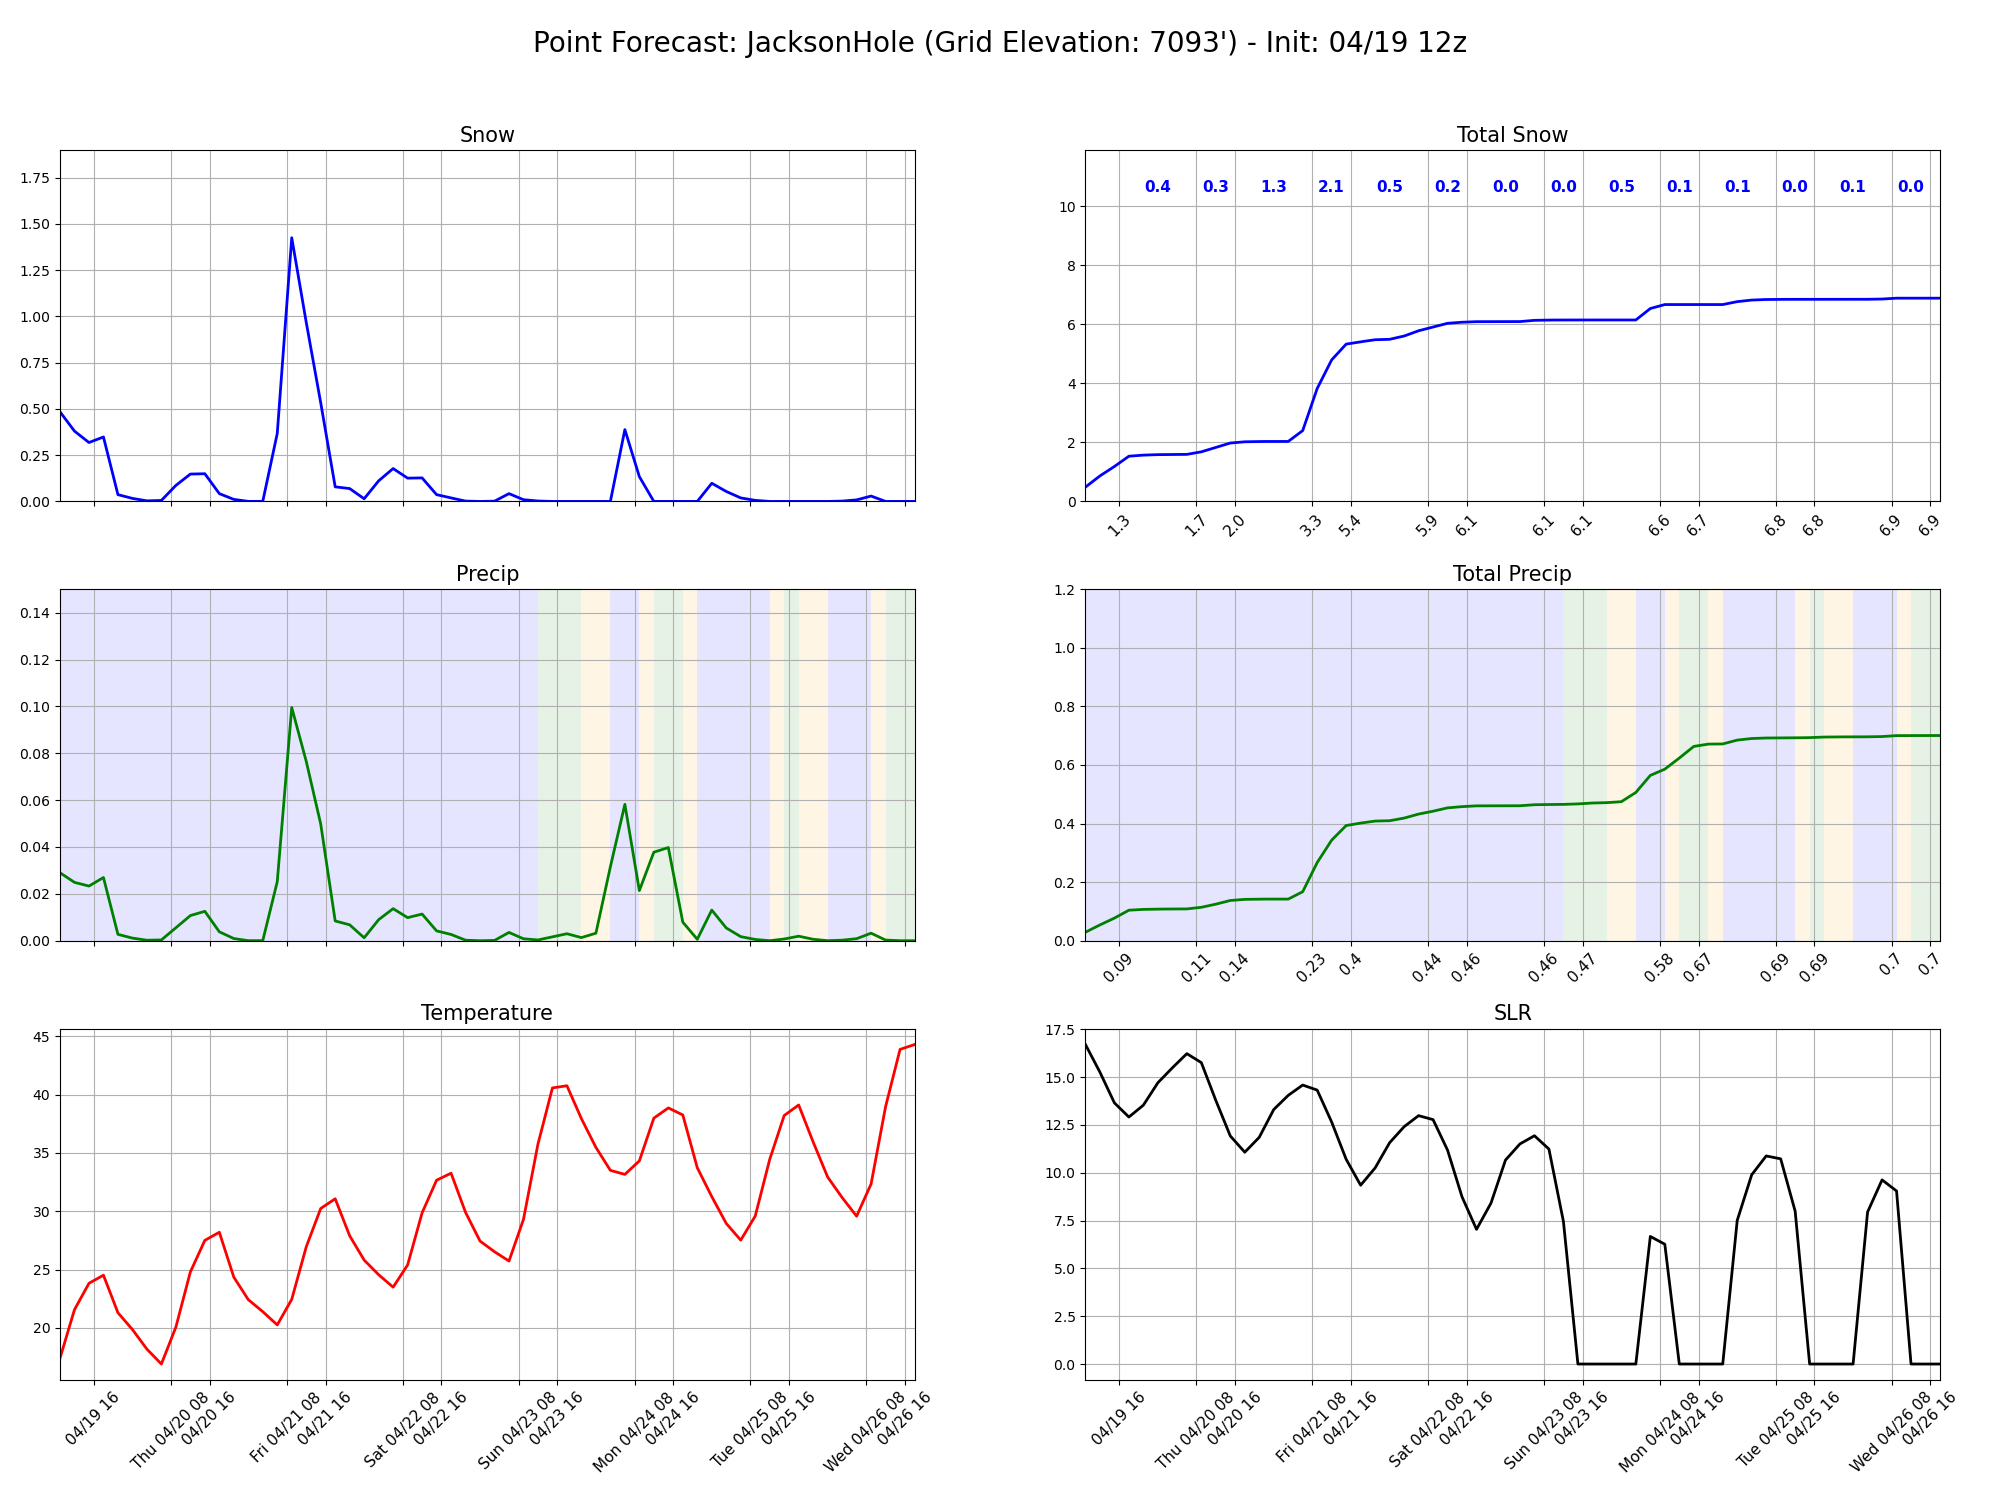 Point Forecast: JacksonHole (Grid Elevation: 7093') - Init: 04/19 12z
Snow
1.75
1.50
1.25
1.00
0.75
0.50
0.25
0.00
Total Snow
0.4 0.3 1.3 2.1 0.5 0.2 0.0 0.0 0.5 0.1 0.1 0.0 0.1 0.0
10
8
6
4
2
0
1.3 1.7 2.0 3.3 5.4 5.9 6.1 6.1 6.1 6.6 6.7 6.8 6.8 6.9 6.9
Precip
0.14
0.12
0.10
0.08
0.06
0.04
0.02
0.00
Total Precip
1.2
1.0
0.8
0.6
0.4
0.2
0.0
0.09 0.11 0.14 0.23 0.4 0.44 0.46 0.46 0.47 0.58 0.67 0.69 0.69 0.7 0.7
Temperature
45
40
35
30
25
20
04/19 16
Thu 04/20 08
04/20 16
Fri 04/21 08
04/21 16
Sat 04/22 08
04/22 16
Sun 04/23 08
04/23 16
Mon 04/24 08
04/24 16
Tue 04/25 08
04/25 16
Wed 04/26 08
04/26 16
SLR
17.5
15.0
12.5
10.0
7.5
5.0
2.5
0.0
04/19 16
Thu 04/20 08
04/20 16
Fri 04/21 08
04/21 16
Sat 04/22 08
04/22 16
Sun 04/23 08
04/23 16
Mon 04/24 08
04/24 16
Tue 04/25 08
04/25 16
Wed 04/26 08
04/26 16